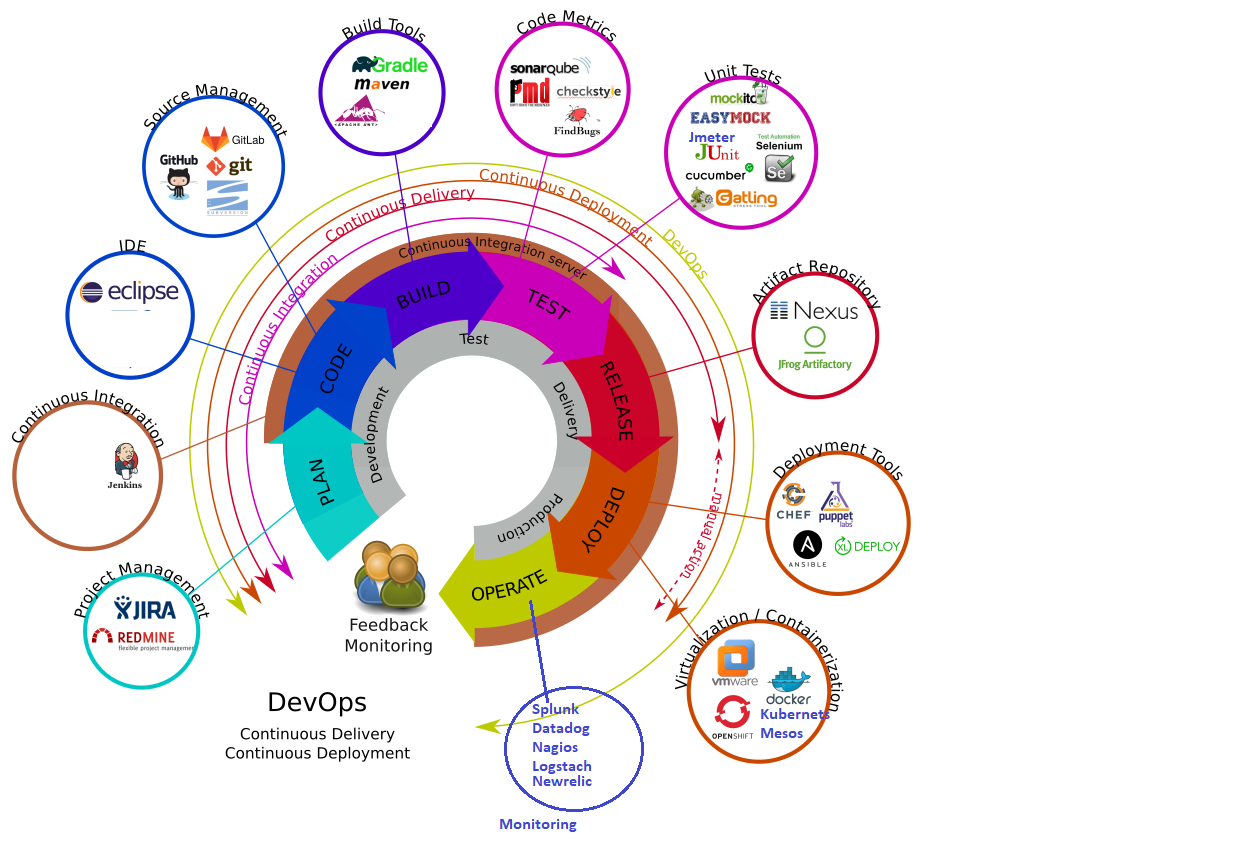 Build Tools
Gradle
maven
APACHE ANT
Code Metrics
sonarqube
Pmd
checkstyle
FindBugs
Unit Tests
mockito
EASYMOCK
Jmeter
JUnit
Test Automation
Selenium
Se
cucumber
Gatling
STRESS TOOL
Source Management
GitLab
GitHub
git
SUBVERSION
IDE
eclipse
Continuous Integration
Jenkins
Project Management
JIRA
REDMINE
flexible project managemen
Artifact Repository
Nexus
JFrog Artifactory
Deployment Tools
CHEF
puppet
labs
A
ANSIBLE
XL DEPLOY
Virtualization / Containerization
vmware
docker
OPENSHIFT
Kubernets
Mesos
Continuous Integration
Continuous Delivery
Continuous Deployment
DevOps
manual action
Continuous Integration server
PLAN
CODE
BUILD
TEST
RELEASE
DEPLOY
OPERATE
Development
Test
Delivery
Production
Feedback
Monitoring
DevOps
Continuous Delivery
Continuous Deployment
Splunk
Datadog
Nagios
Logstach
Newrelic
Monitoring